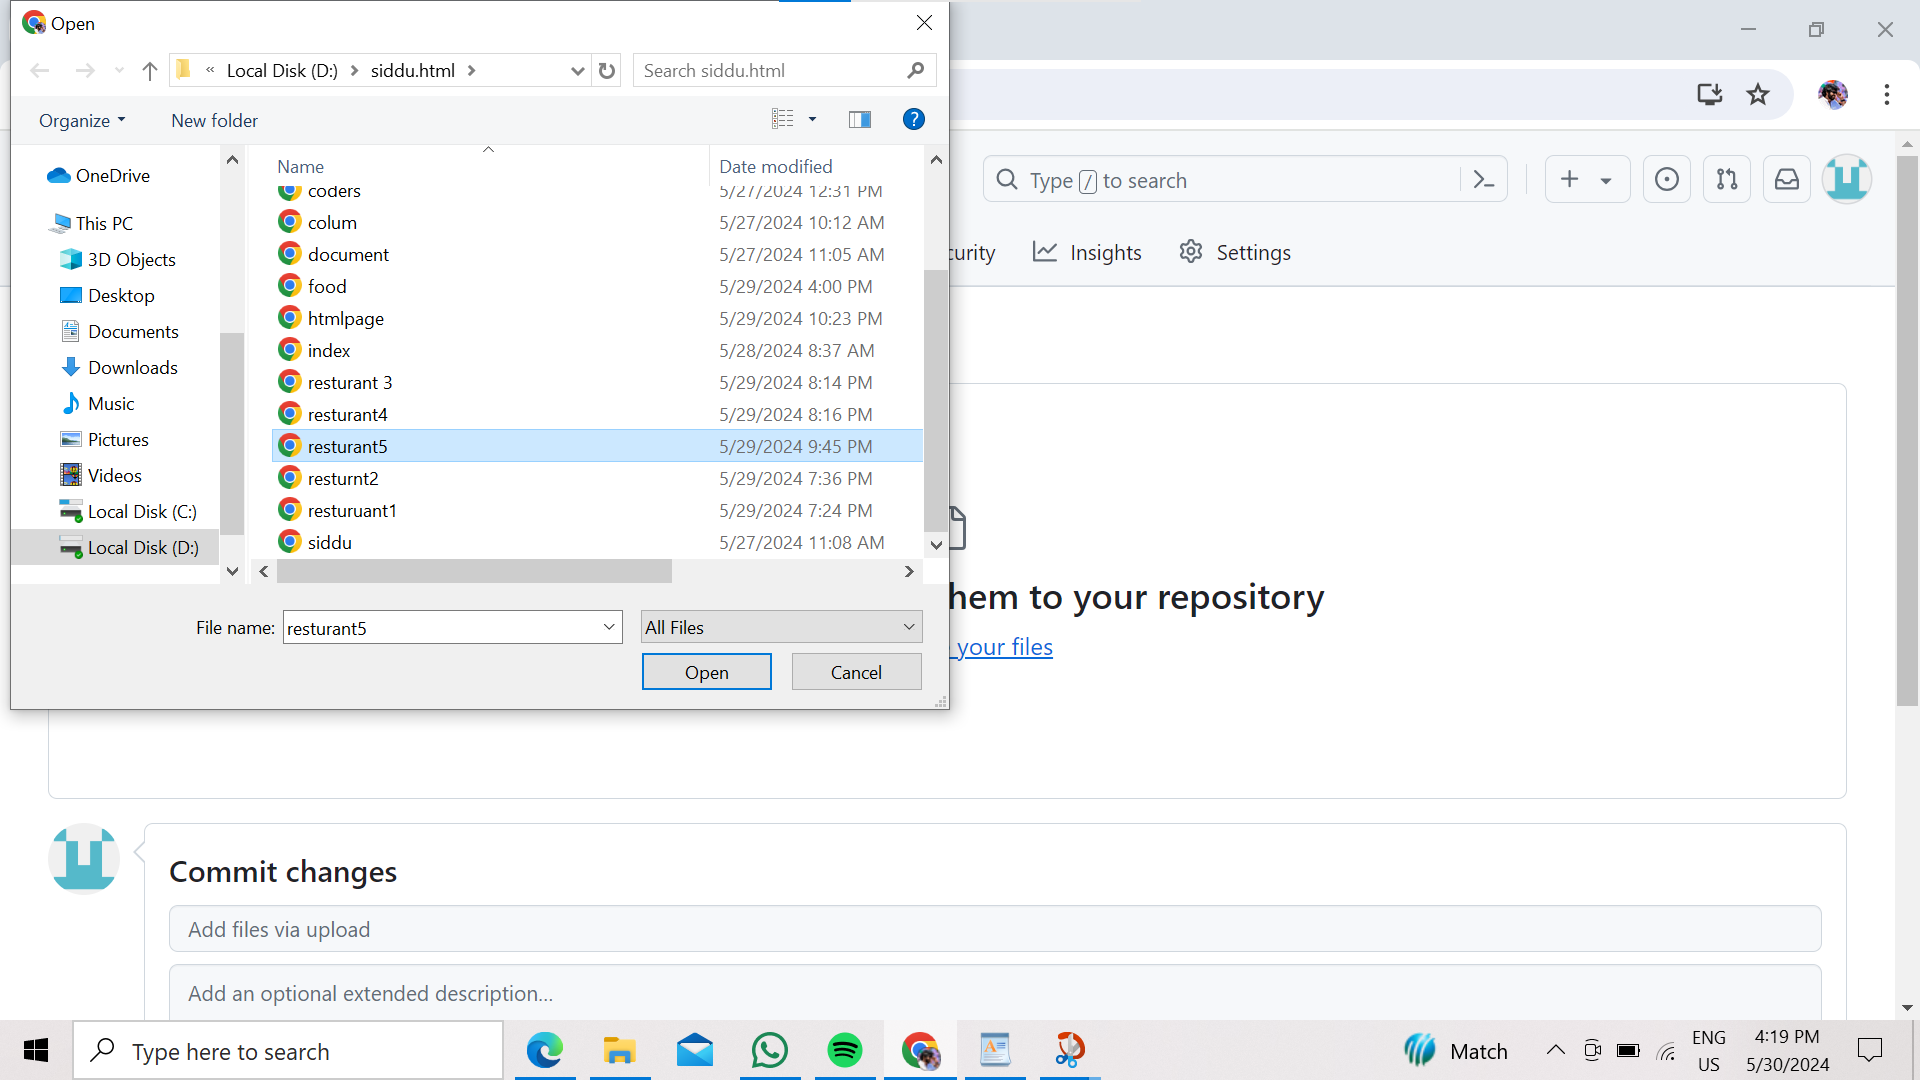 Open
« Local Disk (D:) siddu.html
Search siddu.html
Organize
New folder
?
Name
Date modified
OneDrive
This PC
3D Objects
Desktop
Documents
Downloads
Music
Pictures
Videos
Local Disk (C:)
Local Disk (D:)
coders 5/27/2024 12:31 PM
colum 5/27/2024 10:12 AM
document 5/27/2024 11:05 AM
food 5/29/2024 4:00 PM
htmlpage 5/29/2024 10:23 PM
index 5/28/2024 8:37 AM
resturant 3 5/29/2024 8:14 PM
resturant4 5/29/2024 8:16 PM
resturant5 5/29/2024 9:45 PM
resturnt2 5/29/2024 7:36 PM
resturuant1 5/29/2024 7:24 PM
siddu 5/27/2024 11:08 AM
File name: resturant5
All Files
Open
Cancel
Type / to search
curity
Insights
Settings
hem to your repository
your files
Commit changes
Add files via upload
Add an optional extended description...
Type here to search
Match
ENG
US
4:19 PM
5/30/2024